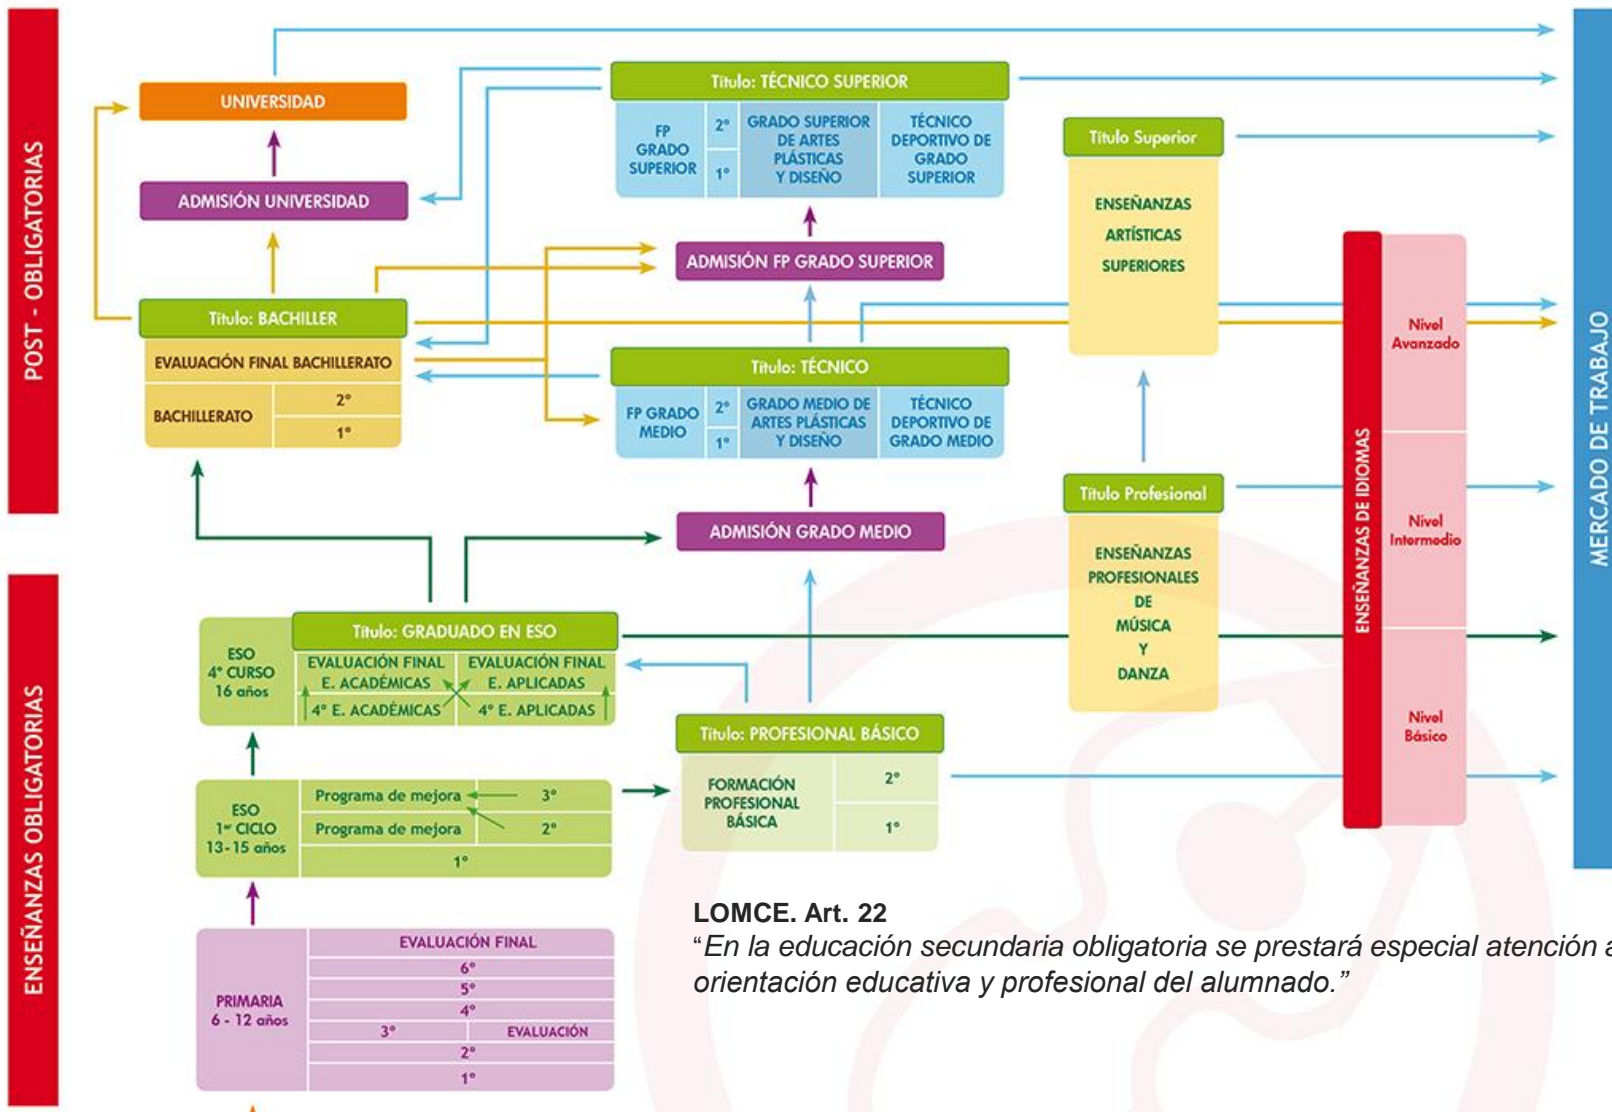 POST - OBLIGATORIAS
ENSEÑANZAS OBLIGATORIAS
UNIVERSIDAD
ADMISIÓN UNIVERSIDAD
Título: BACHILLER
EVALUACIÓN FINAL BACHILLERATO
BACHILLERATO
2º
1º
Título: TÉCNICO SUPERIOR
FP
GRADO
SUPERIOR
2º
1º
GRADO SUPERIOR
DE ARTES
PLÁSTICAS
Y DISEÑO
TÉCNICO
DEPORTIVO DE
GRADO
SUPERIOR
ADMISIÓN FP GRADO SUPERIOR
Título: TÉCNICO
FP GRADO
MEDIO
2º
1º
GRADO MEDIO DE
ARTES PLÁSTICAS
Y DISEÑO
TÉCNICO
DEPORTIVO DE
GRADO MEDIO
ADMISIÓN GRADO MEDIO
Título Superior
ENSEÑANZAS
ARTÍSTICAS
SUPERIORES
Título Profesional
ENSEÑANZAS
PROFESIONALES
DE
MÚSICA
Y
DANZA
ENSEÑANZAS DE IDIOMAS
Nivel
Avanzado
Nivel
Intermedio
Nivel
Básico
MERCADO DE TRABAJO
ESO
4º CURSO
16 años
Título: GRADUADO EN ESO
EVALUACIÓN FINAL
E. ACADÉMICAS
EVALUACIÓN FINAL
E. APLICADAS
4º E. ACADÉMICAS
4º E. APLICADAS
ESO
1er CICLO
13-15 años
Programa de mejora
3º
Programa de mejora
2º
1º
Título: PROFESIONAL BÁSICO
FORMACIÓN
PROFESIONAL
BÁSICA
2º
1º
PRIMARIA
6 - 12 años
EVALUACIÓN FINAL
6º
5º
4º
3º
EVALUACIÓN
2º
1º
LOMCE. Art. 22
“En la educación secundaria obligatoria se prestará especial atención a
orientación educativa y profesional del alumnado.”